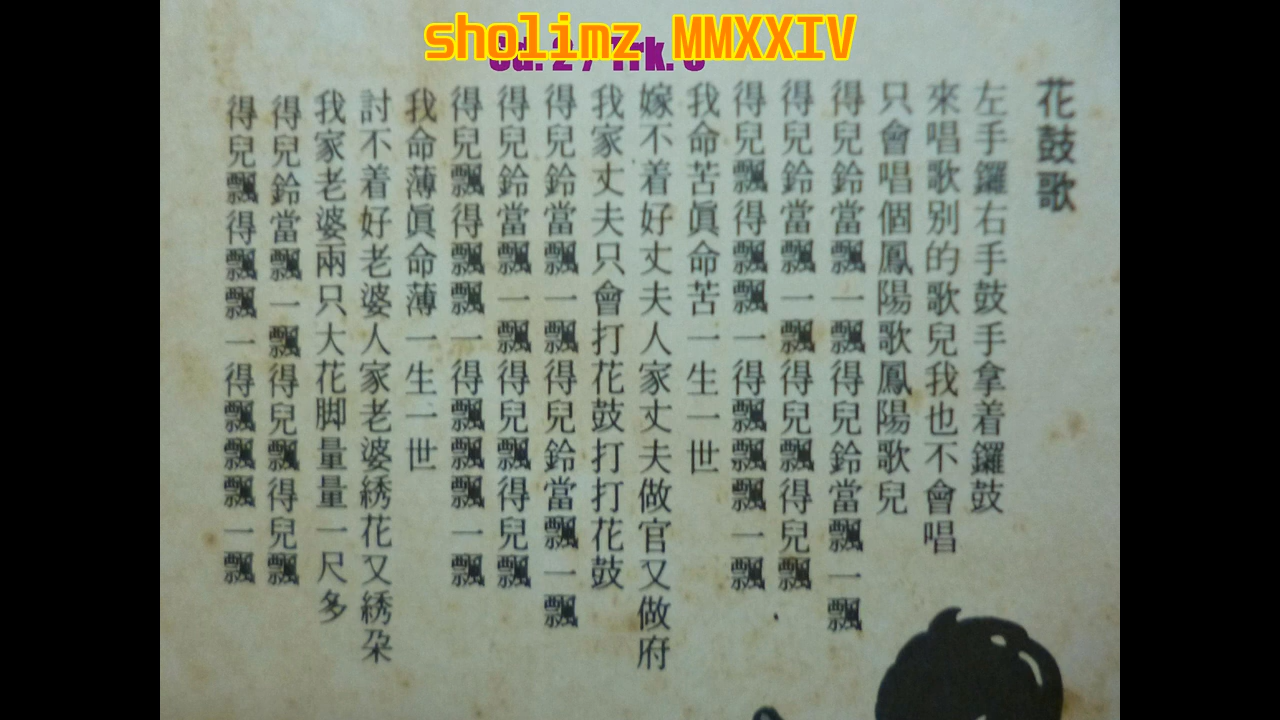 sholimz MMXXIV
Cd. 2 / Trk.
花鼓歌
左手鑼右手鼓手拿着鑼鼓
來唱歌別的歌兒我也不會唱
只會唱個鳳陽歌鳳陽歌兒
得兒鈴當飄一飄得兒鈴當飄一飄
得兒鈴當飄一飄得兒飄得兒飄
得兒飄得飄飄一得飄飄飄一飄
我命苦眞命苦一生一世
嫁不着好丈夫人家丈夫做官又做府
我家丈夫只會打花鼓打打花鼓
得兒鈴當飄一飄得兒鈴當飄一飄
得兒鈴當飄一飄得兒飄得兒飄
得兒飄得飄飄一得飄飄飄一飄
我命薄眞命薄一生一世
討不着好老婆人家老婆綉花又綉朶
我家老婆兩只大花脚量量一尺多
得兒鈴當飄一飄得兒飄得兒飄
得兒飄得飄飄一得飄飄飄一飄